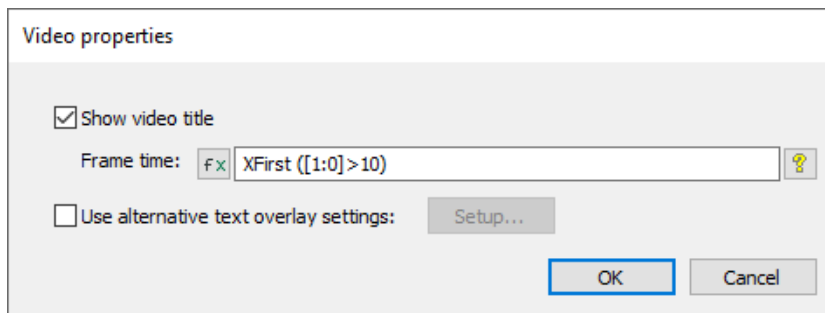 Video properties
Show video title
Frame time: fx XFirst ([1:0]>10) ?
Use alternative text overlay settings: Setup...
OK Cancel